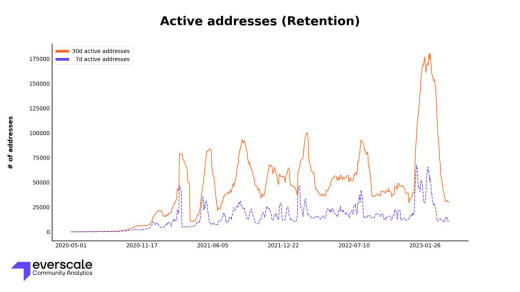 Active addresses (Retention)
30d active addresses
7d active addresses
# of addresses
175000
150000
125000
100000
75000
50000
25000
0
2020-05-01 2020-11-17 2021-06-05 2021-12-22 2022-07-10 2023-01-26
everscale
Community Analytics